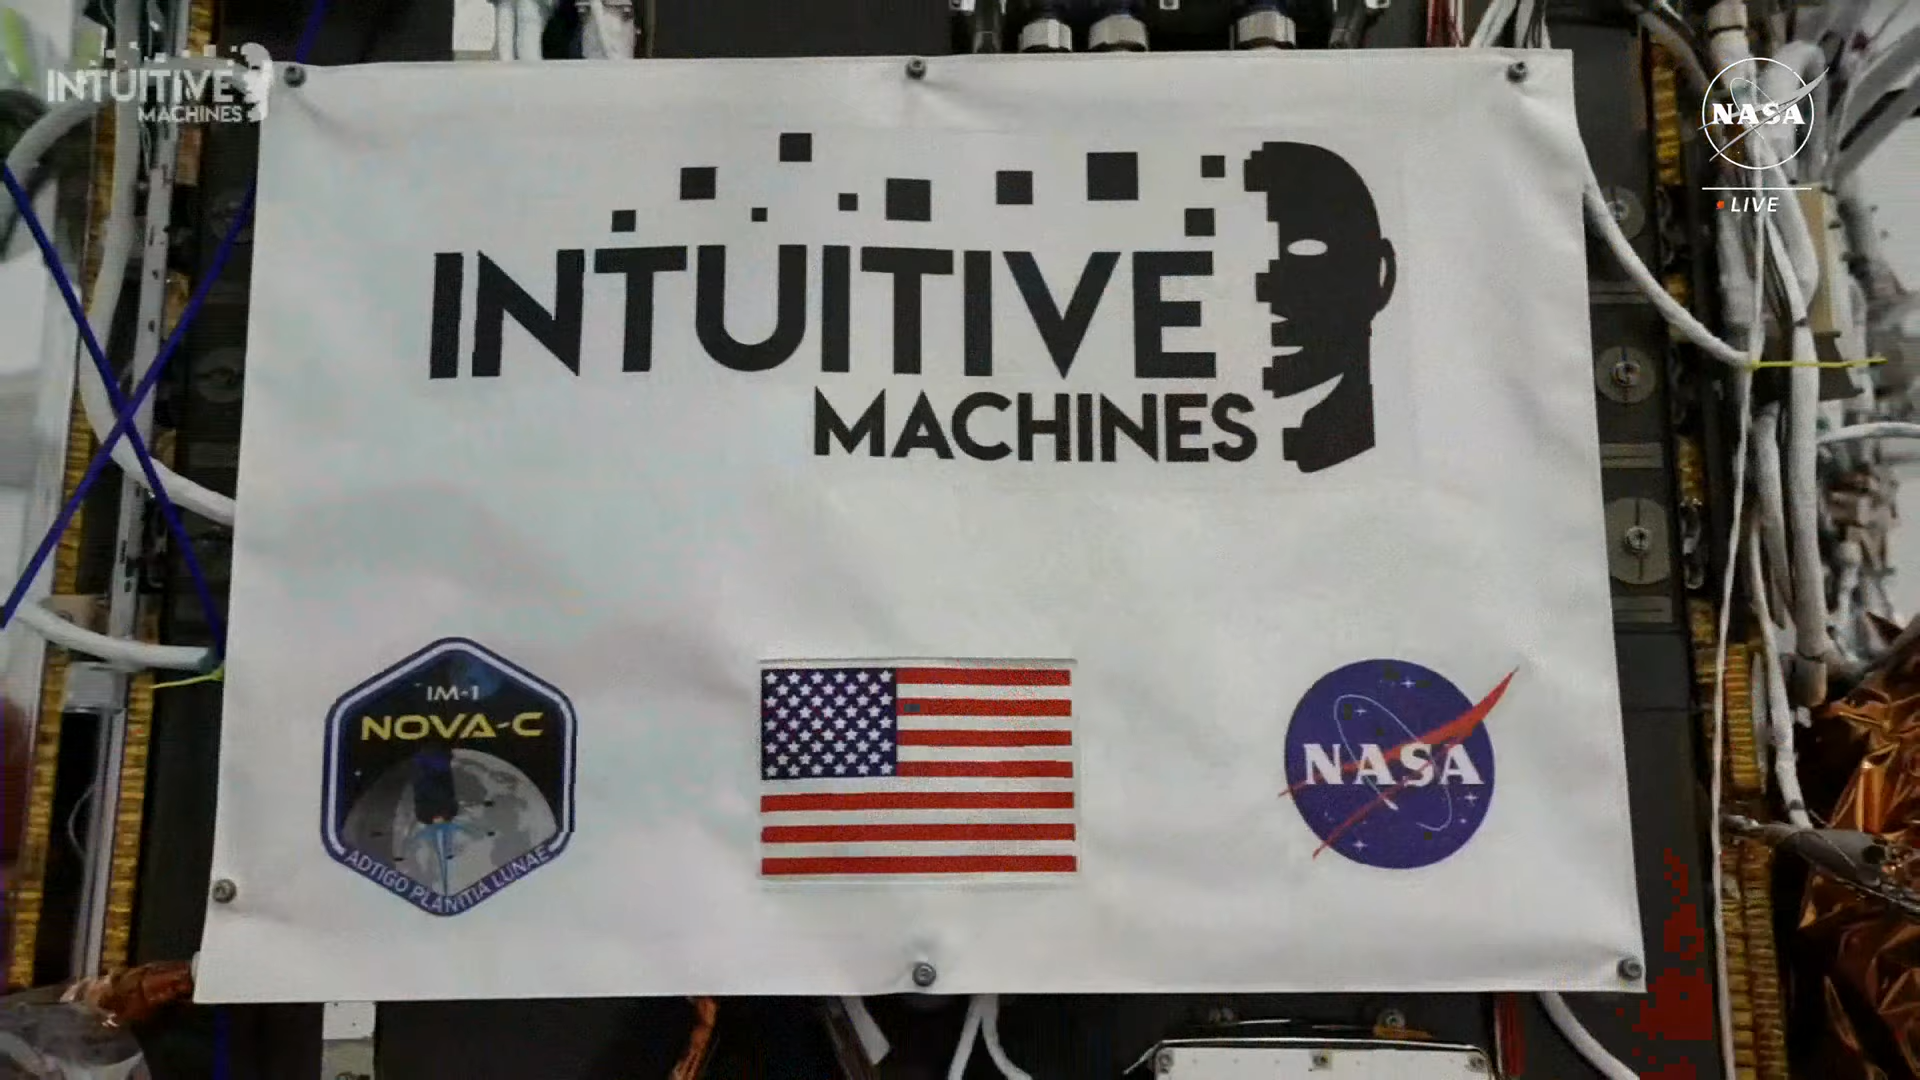 INTUITIVE
MACHINES
NASA
LIVE
INTUITIVE
MACHINES
IM-1
NOVA-C
ADTIGO PLANITIA LUNAE
NASA